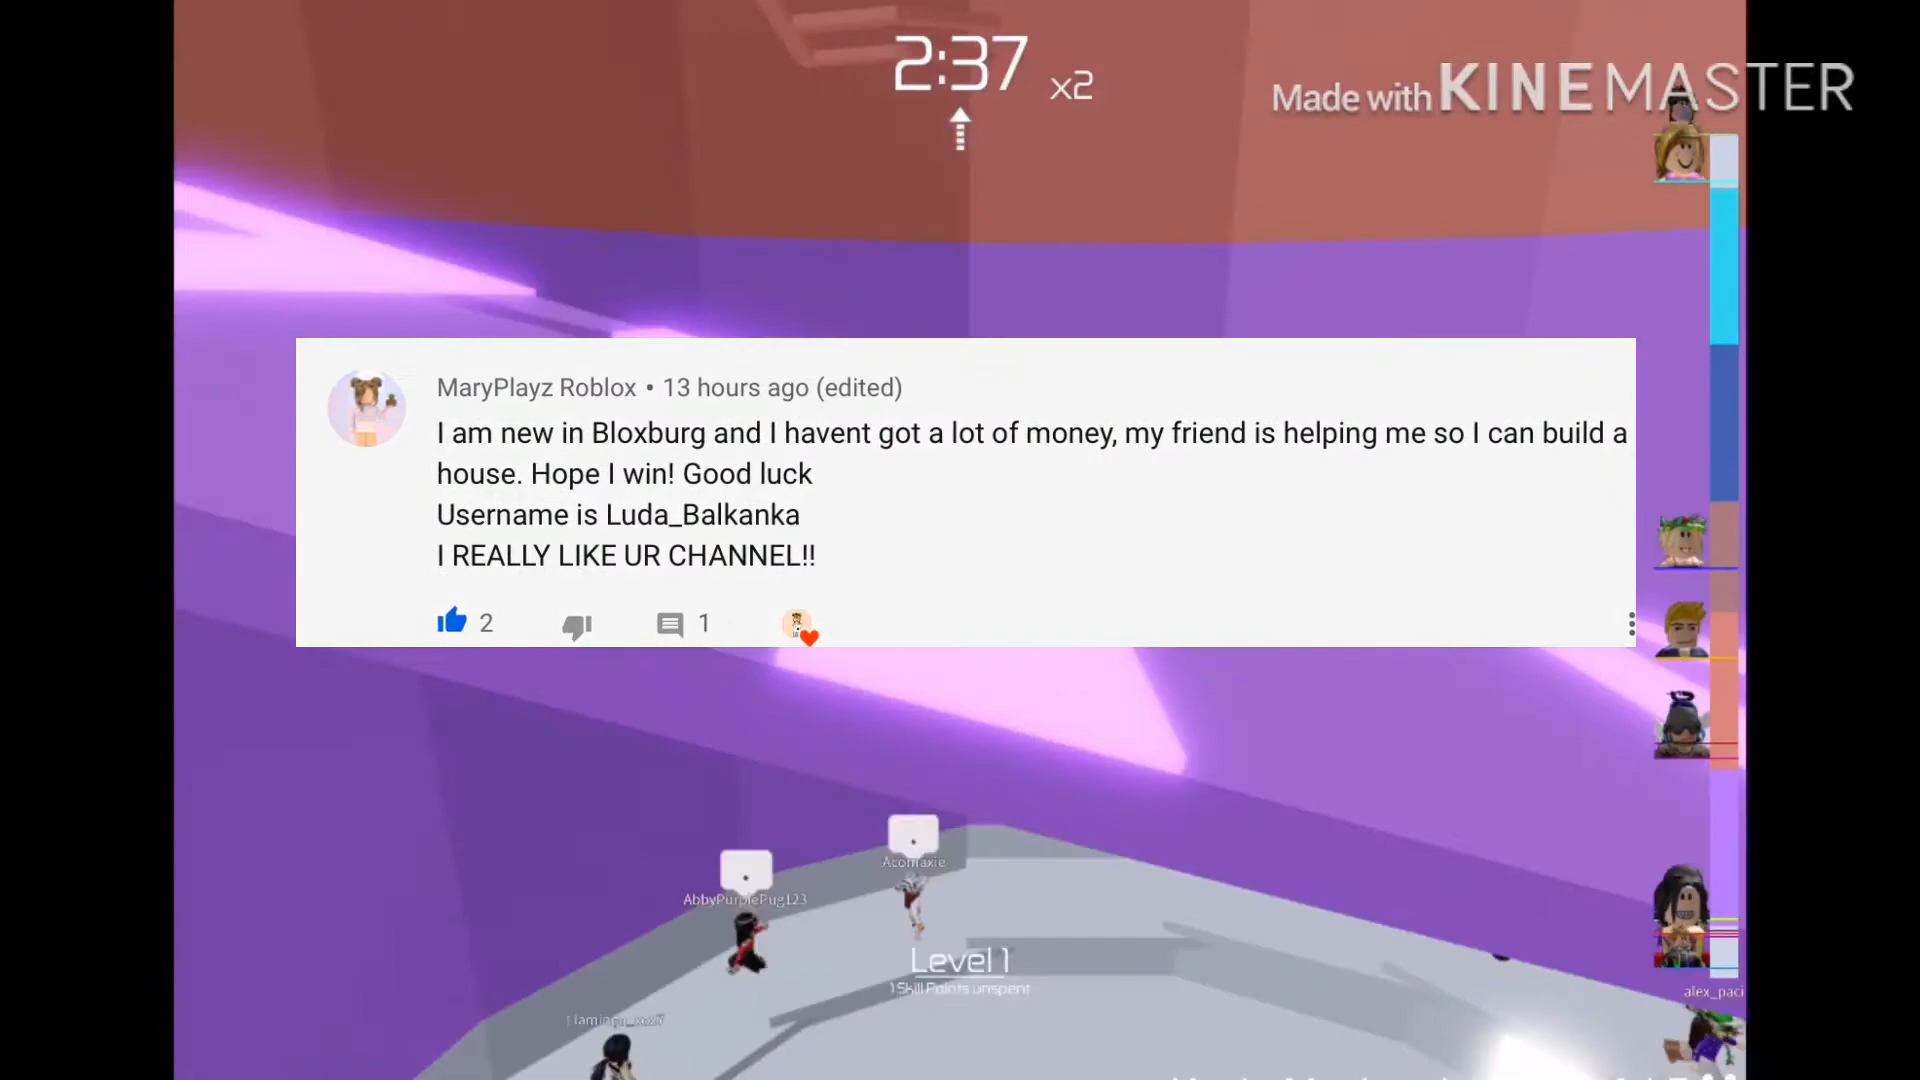 2:37 x2
Made with KINEMASTER
MaryPlayz Roblox • 13 hours ago (edited)
I am new in Bloxburg and I havent got a lot of money, my friend is helping me so I can build a
house. Hope I win! Good luck
Username is Luda_Balkanka
I REALLY LIKE UR CHANNEL!!
2
1
Acomaxie
AbbyPurplePug123
Level 1
1 Skill Points unspent
alex_paci